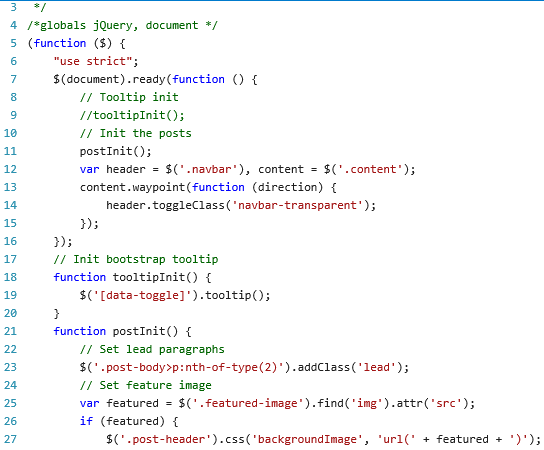 3 */
4 /*globals jQuery, document */
5 (function ($) {
6     "use strict";
7     $(document).ready(function () {
8         // Tooltip init
9         //tooltipInit();
10         // Init the posts
11         postInit();
12         var header = $('.navbar'), content = $('.content');
13         content.waypoint(function (direction) {
14             header.toggleClass('navbar-transparent');
15         });
16     });
17     // Init bootstrap tooltip
18     function tooltipInit() {
19         $('[data-toggle]').tooltip();
20     }
21     function postInit() {
22         // Set lead paragraphs
23         $('.post-body>p:nth-of-type(2)').addClass('lead');
24         // Set feature image
25         var featured = $('.featured-image').find('img').attr('src');
26         if (featured) {
27             $('.post-header').css('backgroundImage', 'url(' + featured + ')');